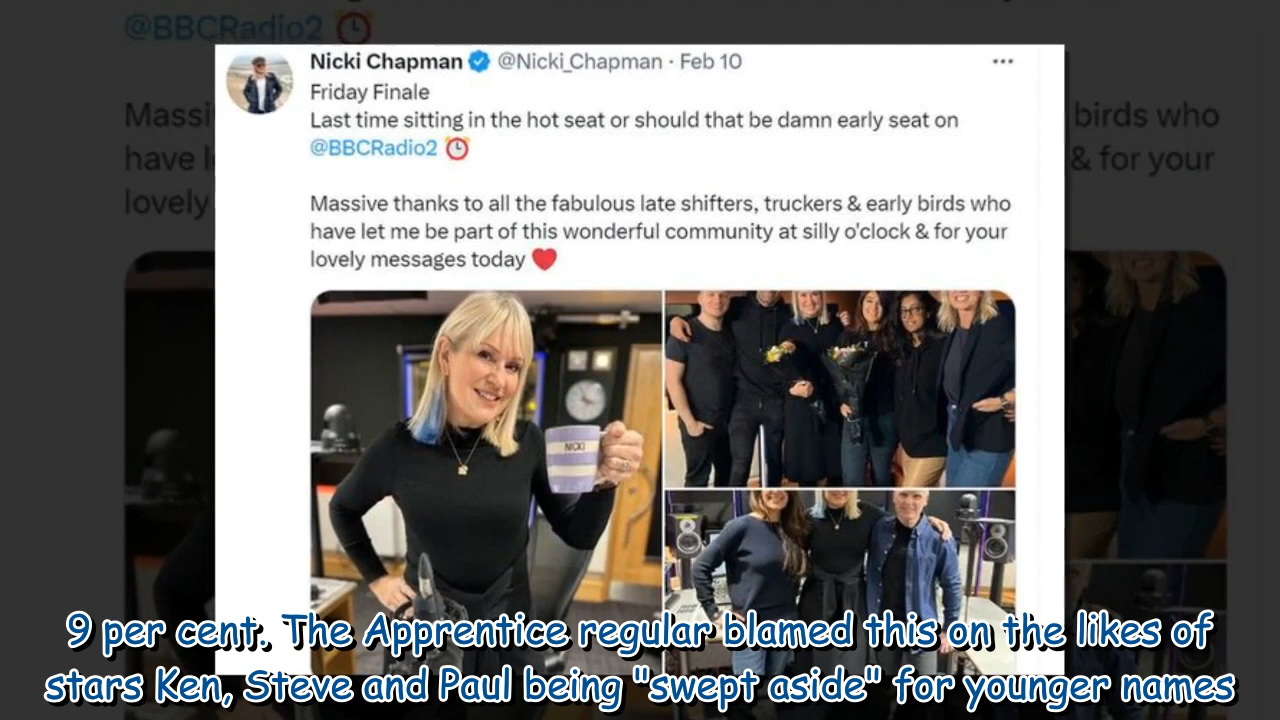 @BBCRadio2
Nicki Chapman @Nicki_Chapman · Feb 10
Friday Finale
Last time sitting in the hot seat or should that be damn early seat on
@BBCRadio2
Massive thanks to all the fabulous late shifters, truckers & early birds who
have let me be part of this wonderful community at silly o'clock & for your
lovely messages today
Massi
have l
lovely
birds who
& for your
NICKI
9 per cent. The Apprentice regular blamed this on the likes of
stars Ken, Steve and Paul being "swept aside" for younger names